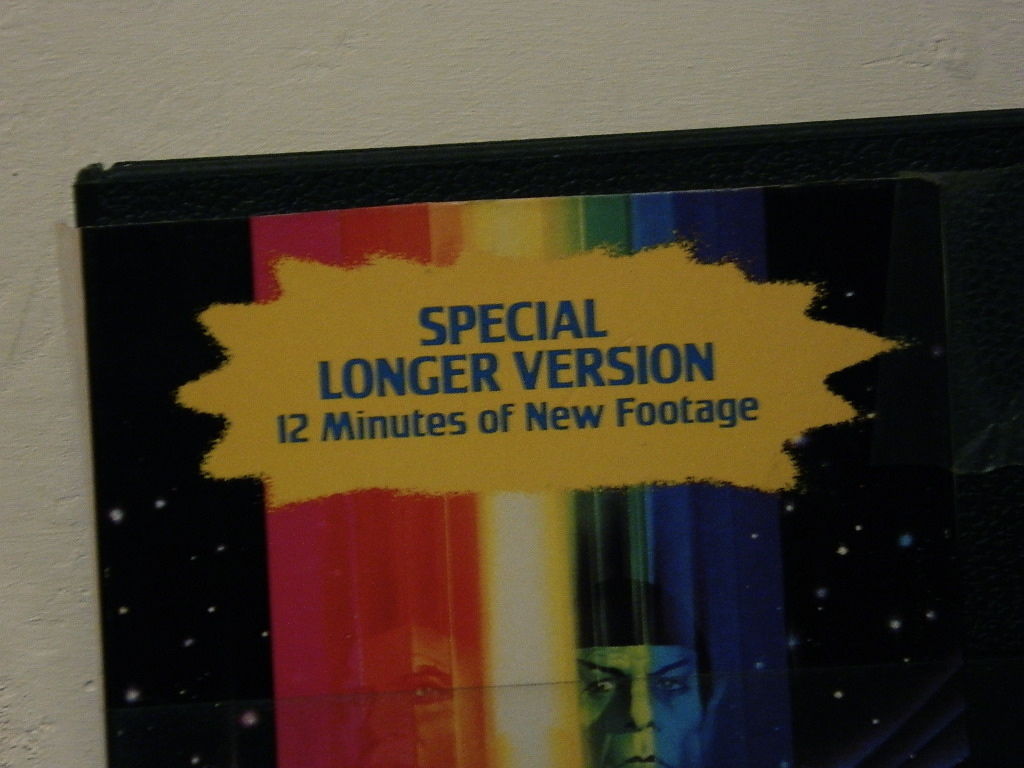 SPECIAL
LONGER VERSION
12 Minutes of New Footage